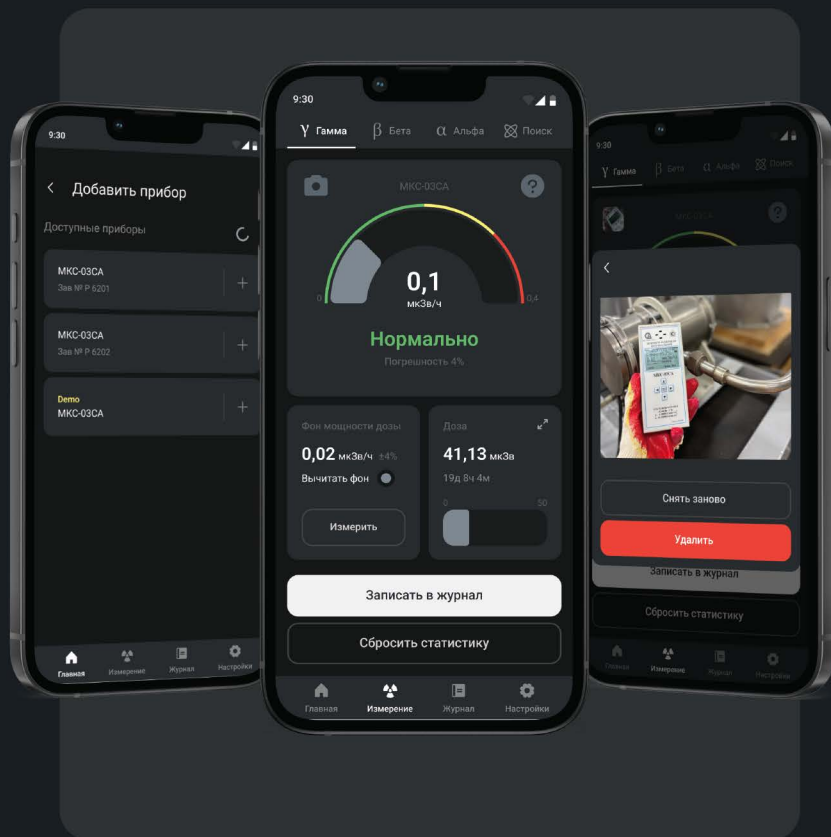 9:30
Добавить прибор
Доступные приборы
МКС-03СА
Зав № Р 6201
МКС-03СА
Зав № Р 6202
Demo
МКС-03СА
Главная
Измерение
Журнал
Настройки
9:30
γ Гамма
β Бета
α Альфа
Поиск
МКС-03СА
?
0
0,1
мкЗв/ч
0,4
Нормально
Погрешность 4%
Фон мощности дозы
0,02 мкЗв/ч ±4%
Вычитать фон
Измерить
Доза
41,13 мкЗв
19д 8ч 4м
0
50
Записать в журнал
Сбросить статистику
Главная
Измерение
Журнал
Настройки
9:30
γ Гамма
β Бета
α Альфа
Поиск
МКС-03СА
?
МКС-03СА
Снять заново
Удалить
Записать в журнал
Сбросить статистику
Главная
Измерение
Журнал
Настройки